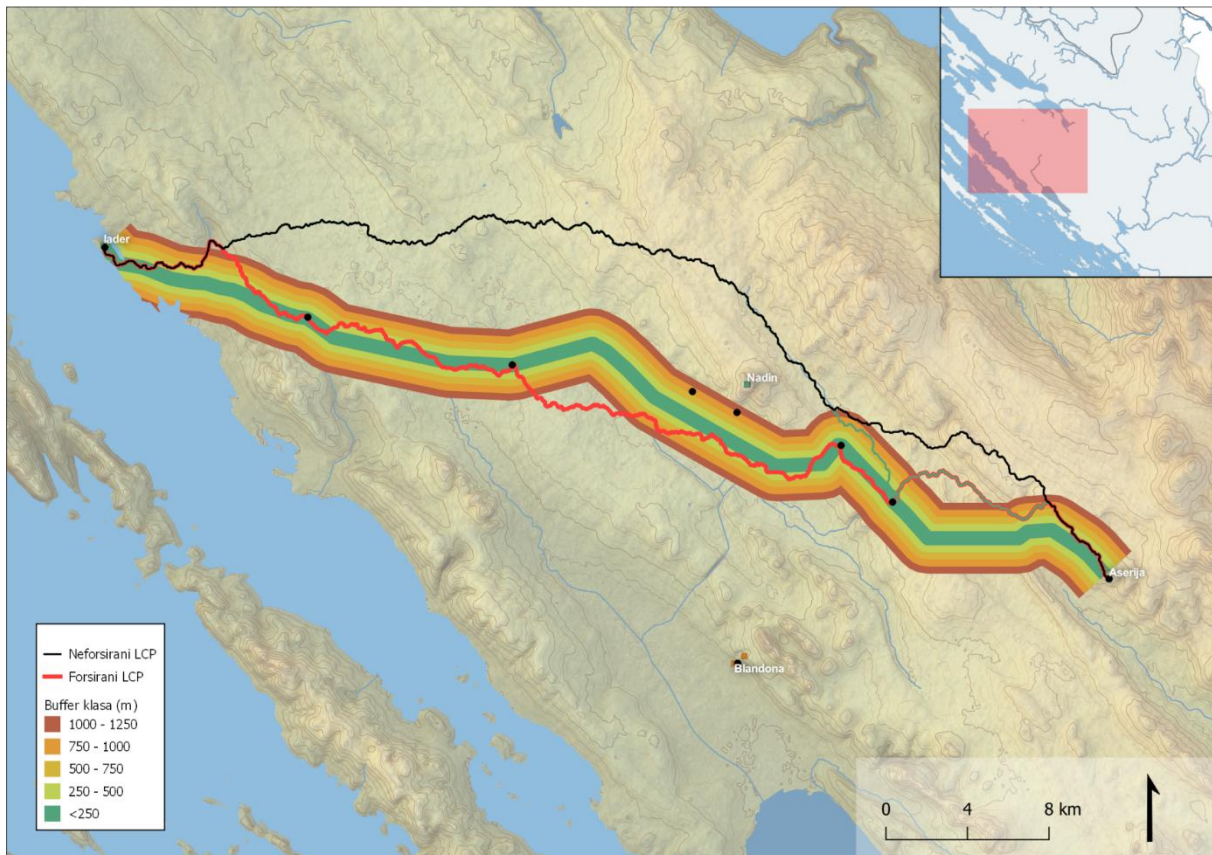 Iader
Nadin
Aserija
Blandona
Neforsirani LCP
Forsirani LCP
Buffer klasa (m)
1000 - 1250
750 - 1000
500 - 750
250 - 500
<250
0 4 8 km